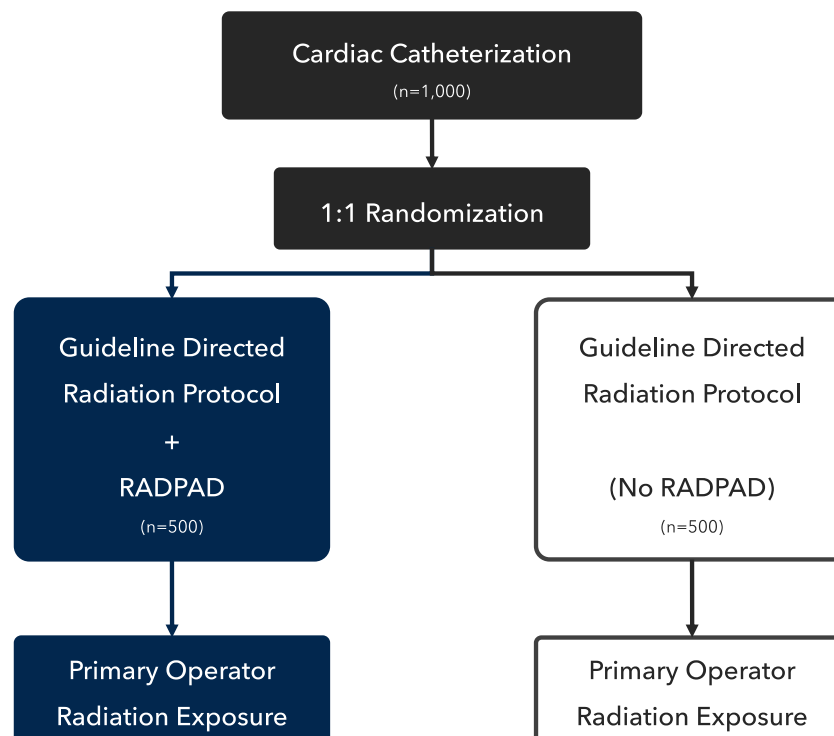 Cardiac Catheterization
(n=1,000)
1:1 Randomization
Guideline Directed
Radiation Protocol
+
RADPAD
(n=500)
Guideline Directed
Radiation Protocol
(No RADPAD)
(n=500)
Primary Operator
Radiation Exposure
Primary Operator
Radiation Exposure